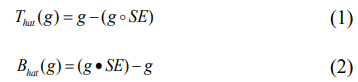 T_hat(g) = g − (g ∘ SE) (1)
B_hat(g) = (g • SE) − g (2)